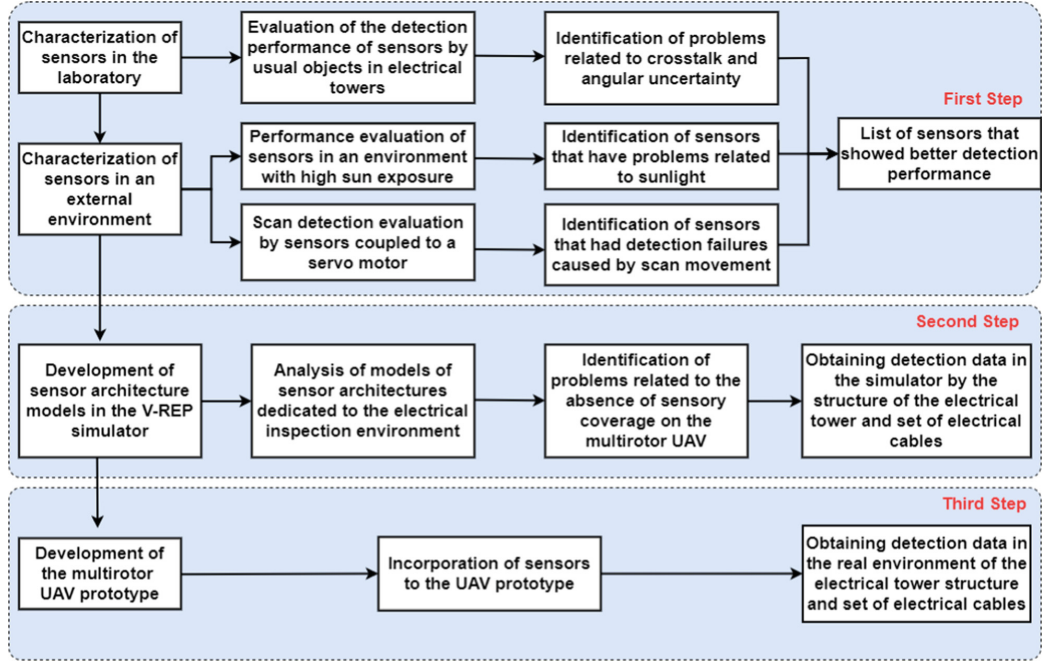 Characterization of
sensors in the
laboratory
Evaluation of the detection
performance of sensors by
usual objects in electrical
towers
Identification of problems
related to crosstalk and
angular uncertainty
First Step
List of sensors that
showed better detection
performance
Characterization of
sensors in an
external
environment
Performance evaluation of
sensors in an environment
with high sun exposure
Identification of sensors
that have problems related
to sunlight
Scan detection evaluation
by sensors coupled to a
servo motor
Identification of sensors
that had detection failures
caused by scan movement
Second Step
Development of
sensor architecture
models in the V-REP
simulator
Analysis of models of
sensor architectures
dedicated to the electrical
inspection environment
Identification of
problems related to the
absence of sensory
coverage on the
multirotor UAV
Obtaining detection data in
the simulator by the
structure of the electrical
tower and set of electrical
cables
Third Step
Development of
the multirotor
UAV prototype
Incorporation of sensors
to the UAV prototype
Obtaining detection data in
the real environment of the
electrical tower structure
and set of electrical cables